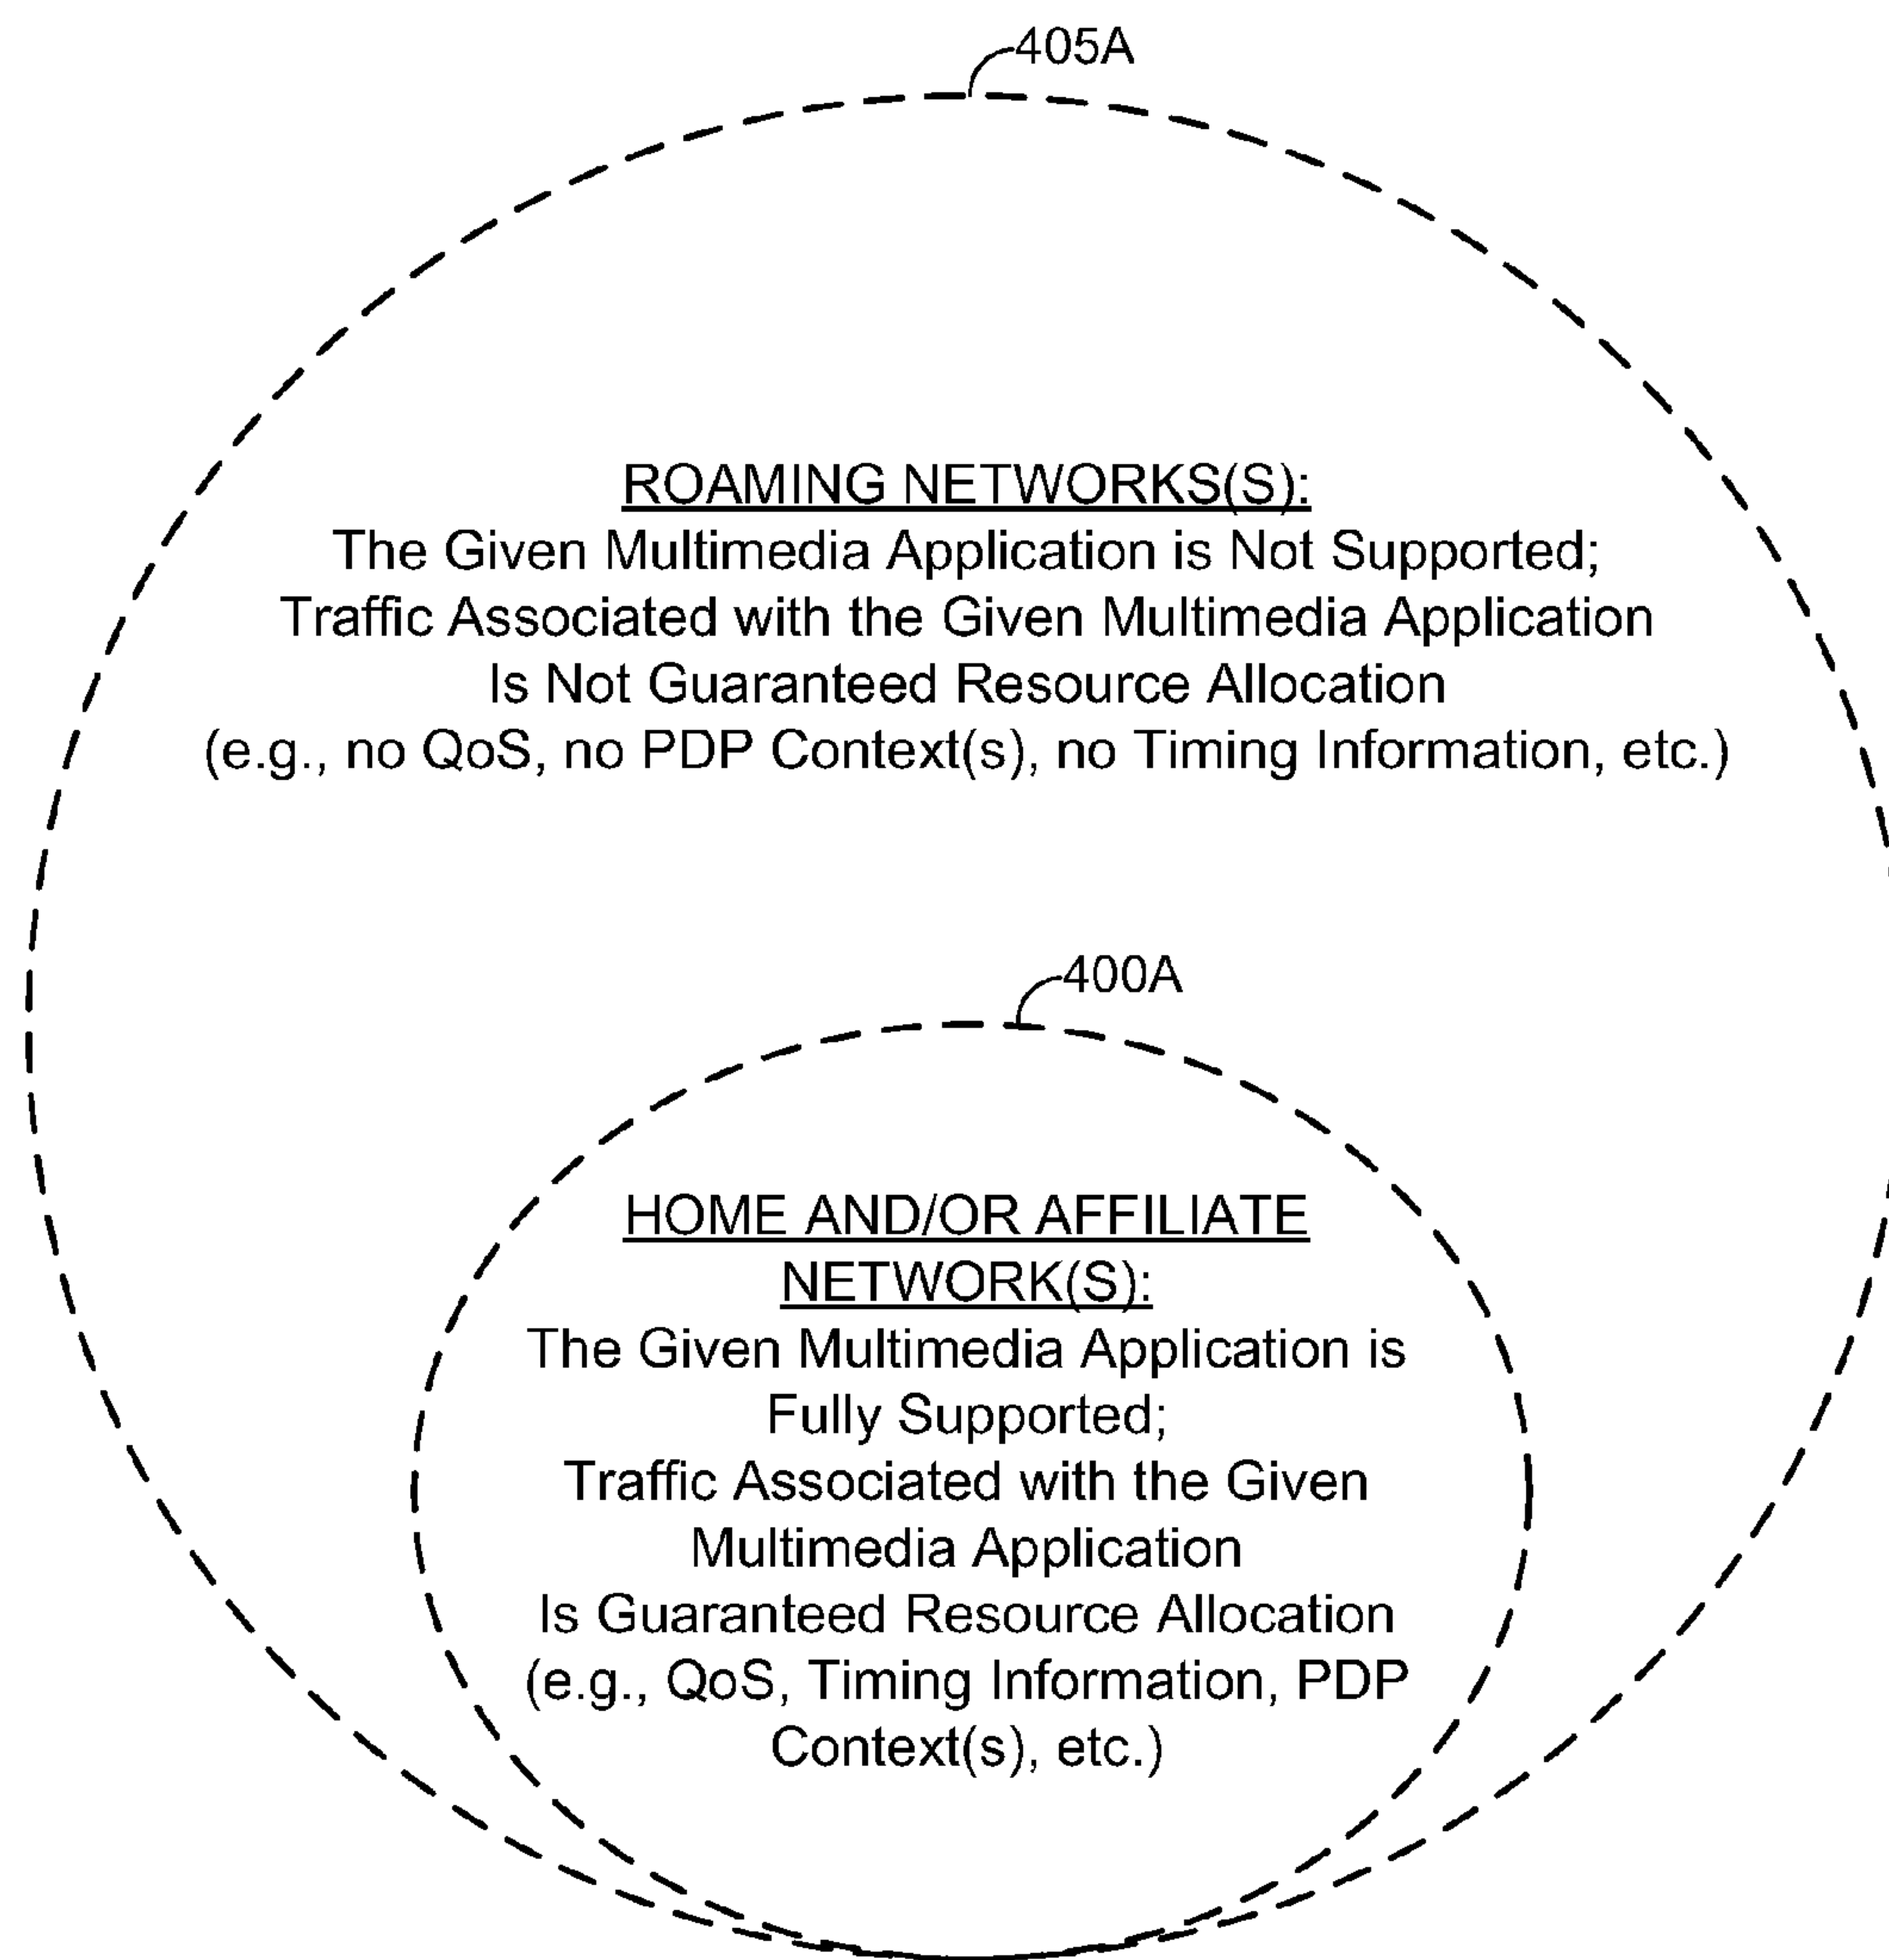 405A
ROAMING NETWORKS(S):
The Given Multimedia Application is Not Supported;
Traffic Associated with the Given Multimedia Application
Is Not Guaranteed Resource Allocation
(e.g., no QoS, no PDP Context(s), no Timing Information, etc.)
400A
HOME AND/OR AFFILIATE
NETWORK(S):
The Given Multimedia Application is
Fully Supported;
Traffic Associated with the Given
Multimedia Application
Is Guaranteed Resource Allocation
(e.g., QoS, Timing Information, PDP
Context(s), etc.)